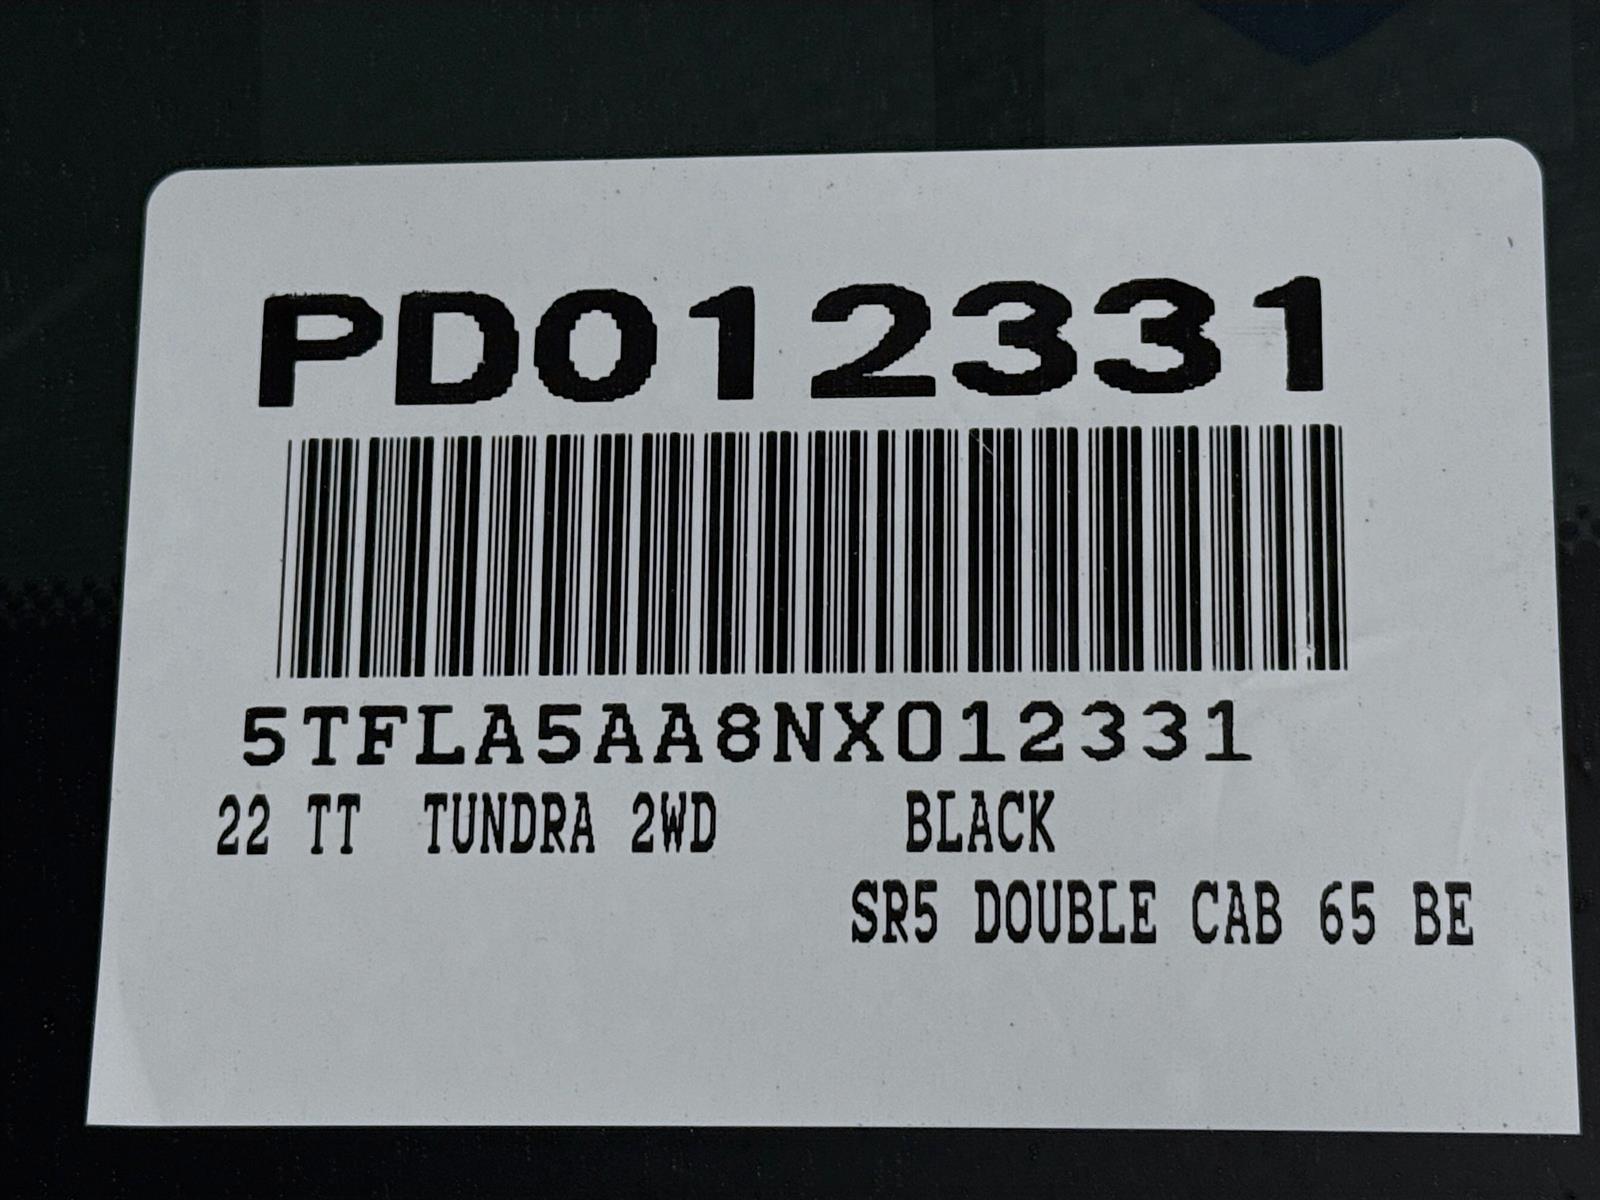 PD012331
5TFLA5AA8NX012331
22 TT TUNDRA 2WD BLACK
SR5 DOUBLE CAB 65 BE